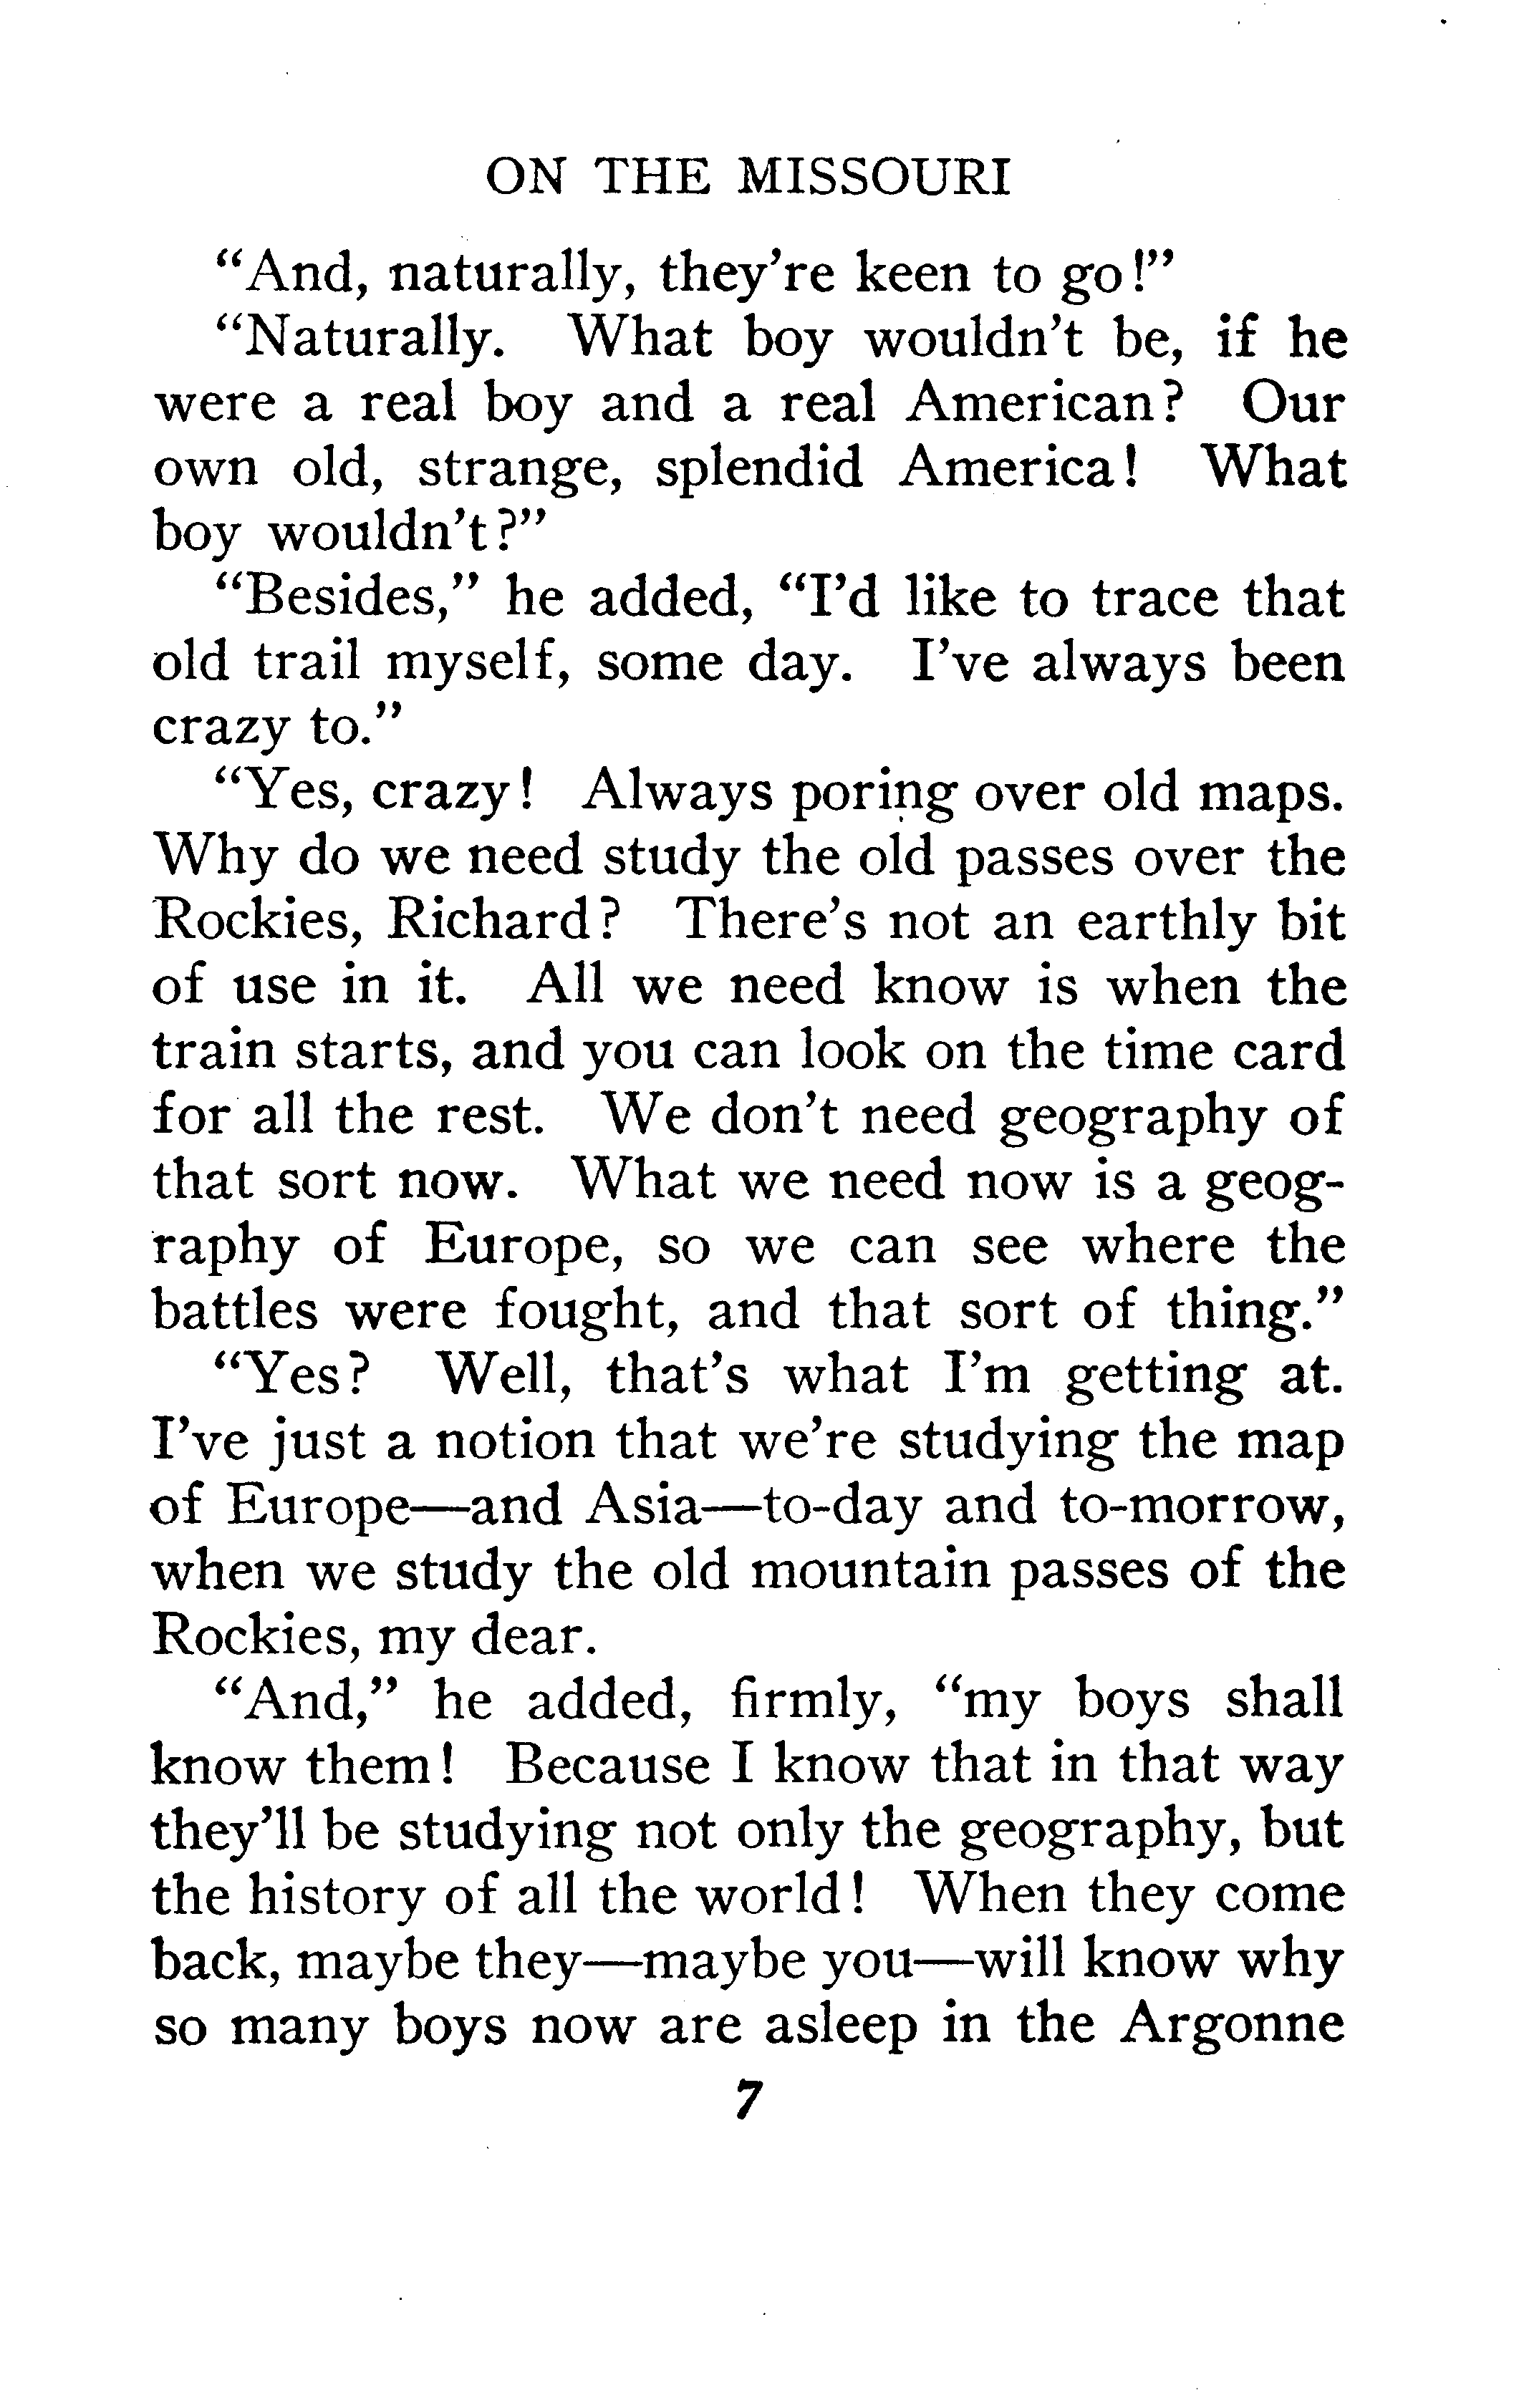 ON THE MISSOURI
“And, naturally, they’re keen to go!”
“Naturally. What boy wouldn’t be, if he
were a real boy and a real American? Our
own old, strange, splendid America! What
boy wouldn’t?”
“Besides,” he added, “I’d like to trace that
old trail myself, some day. I’ve always been
crazy to.”
“Yes, crazy! Always poring over old maps.
Why do we need study the old passes over the
Rockies, Richard? There’s not an earthly bit
of use in it. All we need know is when the
train starts, and you can look on the time card
for all the rest. We don’t need geography of
that sort now. What we need now is a geog-
raphy of Europe, so we can see where the
battles were fought, and that sort of thing.”
“Yes? Well, that’s what I’m getting at.
I’ve just a notion that we’re studying the map
of Europe—and Asia—to-day and to-morrow,
when we study the old mountain passes of the
Rockies, my dear.
“And,” he added, firmly, “my boys shall
know them! Because I know that in that way
they’ll be studying not only the geography, but
the history of all the world! When they come
back, maybe they—maybe you—will know why
so many boys now are asleep in the Argonne
7